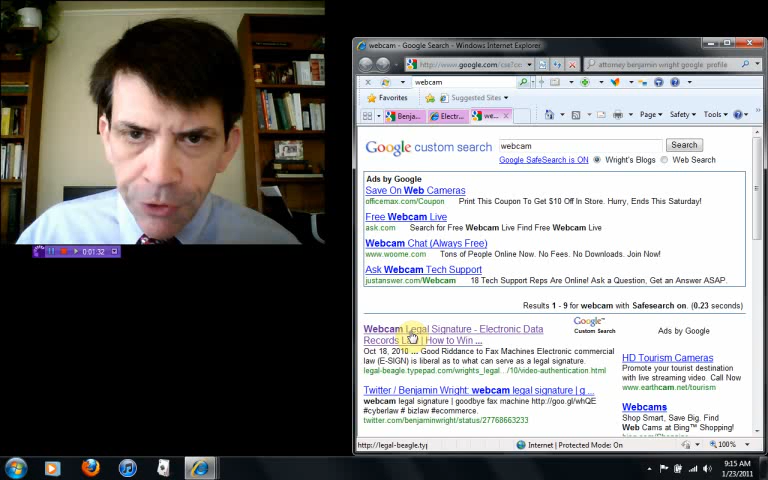 webcam - Google Search - Windows Internet Explorer
http://www.google.com/cse?co
attorney benjamin wright google profile
webcam
Favorites
Suggested Sites
Benja
Electr
we
Page
Safety
Tools
Google custom search
webcam
Search
Google SafeSearch is ON
Wright's Blogs
Web Search
Ads by Google
Save On Web Cameras
officemax.com/Coupon Print This Coupon To Get $10 Off In Store. Hurry, Ends This Saturday!
Free Webcam Live
ask.com Search for Free Webcam Live Find Free Webcam Live
Webcam Chat (Always Free)
www.woome.com Tons of People Online Now. No Fees. No Downloads. Join Now!
Ask Webcam Tech Support
justanswer.com/Webcam 18 Tech Support Reps Are Online! Ask a Question, Get an Answer ASAP.
Results 1 - 9 for webcam with Safesearch on. (0.23 seconds)
Webcam Legal Signature - Electronic Data
Records | How to Win ...
Oct 18, 2010 ... Good Riddance to Fax Machines Electronic commercial
law (E-SIGN) is liberal as to what can serve as a legal signature.
legal-beagle.typepad.com/wrights_legal.../10/video-authentication.html
Google™
Custom Search
Ads by Google
HD Tourism Cameras
Promote your tourist
destination with live
streaming video. Call Now
www.earthcam.net/tourism
Twitter / Benjamin Wright: webcam legal signature | g ...
webcam legal signature | goodbye fax machine http://goo.gl/whQE
#cyberlaw # bizlaw #ecommerce.
twitter.com/benjaminwright/status/27768663233
Webcams
Shop Smart, Save Big. Find
Web Cams at Bing™ Shopping!
http://legal-beagle.typ
Internet | Protected Mode: On
100%
0:01:32
9:15 AM
1/23/2011